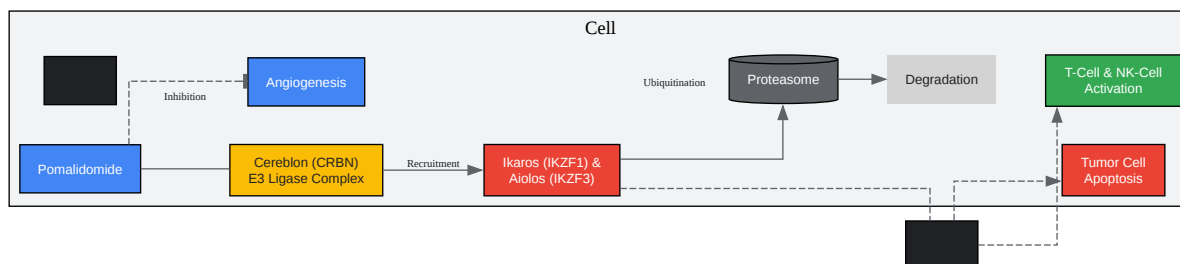 Cell
Angiogenesis
Inhibition
Ubiquitination
Proteasome
Degradation
T-Cell & NK-Cell
Activation
Pomalidomide
Cereblon (CRBN)
E3 Ligase Complex
Recruitment
Ikaros (IKZF1) &
Aiolos (IKZF3)
Tumor Cell
Apoptosis